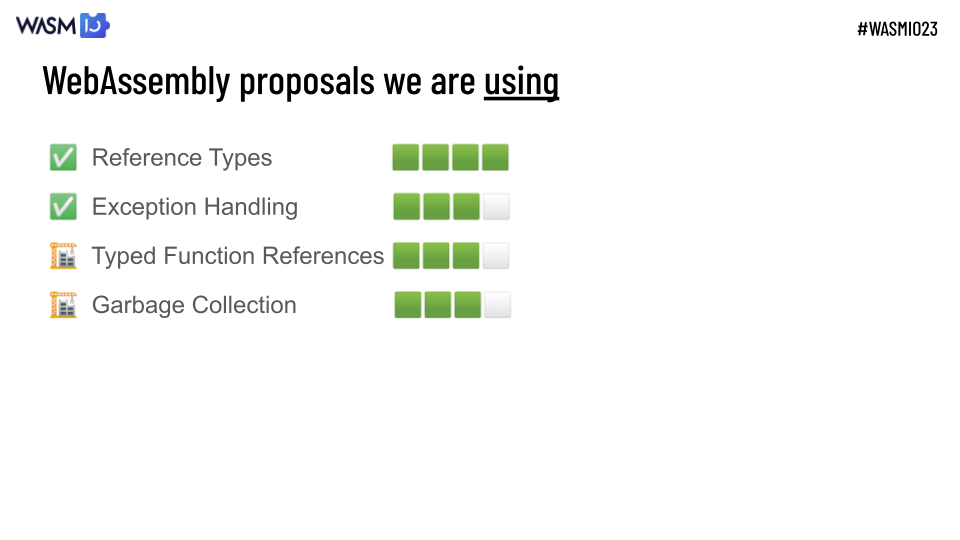 WASM IO
#WASMIO23
WebAssembly proposals we are using
✅ Reference Types 🟩🟩🟩🟩
✅ Exception Handling 🟩🟩🟩⬜
🏗️ Typed Function References 🟩🟩🟩⬜
🏗️ Garbage Collection 🟩🟩🟩⬜